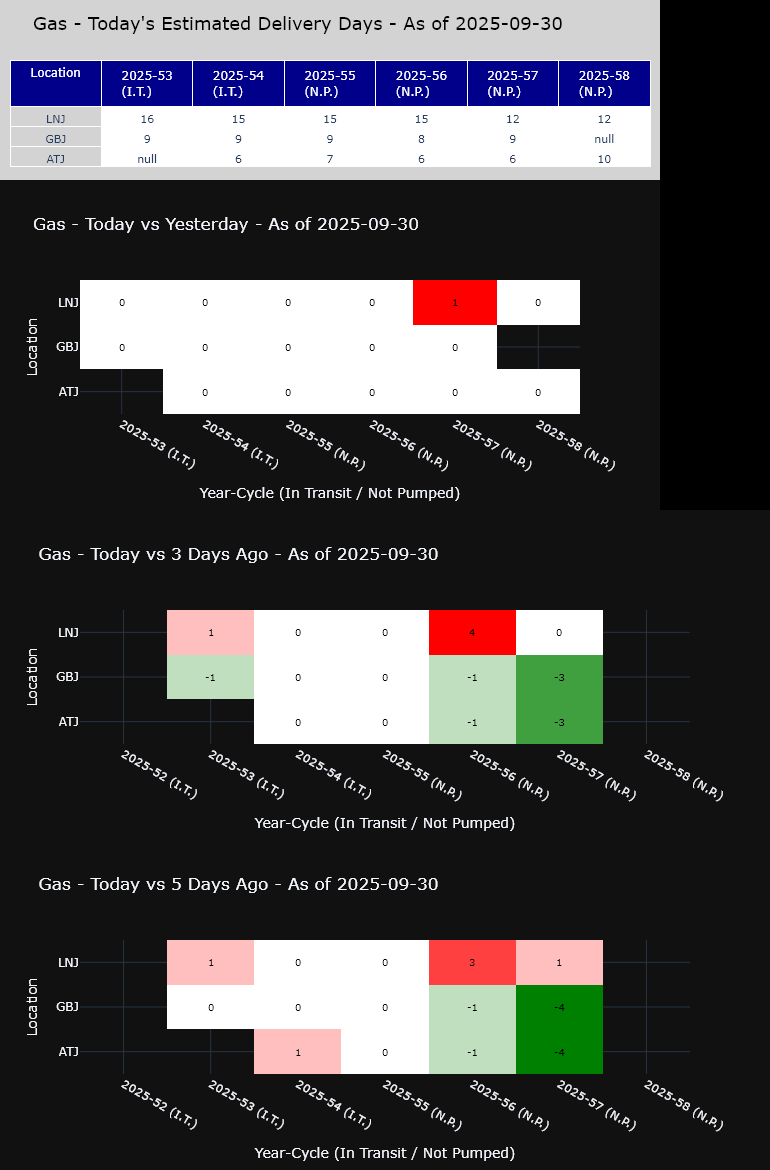 Gas - Today's Estimated Delivery Days - As of 2025-09-30
Location 2025-53 (I.T.) 2025-54 (I.T.) 2025-55 (N.P.) 2025-56 (N.P.) 2025-57 (N.P.) 2025-58 (N.P.)
LNJ 16 15 15 15 12 12
GBJ 9 9 9 8 9 null
ATJ null 6 7 6 6 10
Gas - Today vs Yesterday - As of 2025-09-30
Location
LNJ 0 0 0 0 1 0
GBJ 0 0 0 0 0
ATJ 0 0 0 0 0
2025-53 (I.T.) 2025-54 (I.T.) 2025-55 (N.P.) 2025-56 (N.P.) 2025-57 (N.P.) 2025-58 (N.P.)
Year-Cycle (In Transit / Not Pumped)
Gas - Today vs 3 Days Ago - As of 2025-09-30
Location
LNJ 1 0 0 4 0
GBJ -1 0 0 -1 -3
ATJ 0 0 -1 -3
2025-52 (I.T.) 2025-53 (I.T.) 2025-54 (I.T.) 2025-55 (N.P.) 2025-56 (N.P.) 2025-57 (N.P.) 2025-58 (N.P.)
Year-Cycle (In Transit / Not Pumped)
Gas - Today vs 5 Days Ago - As of 2025-09-30
Location
LNJ 1 0 0 3 1
GBJ 0 0 0 -1 -4
ATJ 1 0 -1 -4
2025-52 (I.T.) 2025-53 (I.T.) 2025-54 (I.T.) 2025-55 (N.P.) 2025-56 (N.P.) 2025-57 (N.P.) 2025-58 (N.P.)
Year-Cycle (In Transit / Not Pumped)